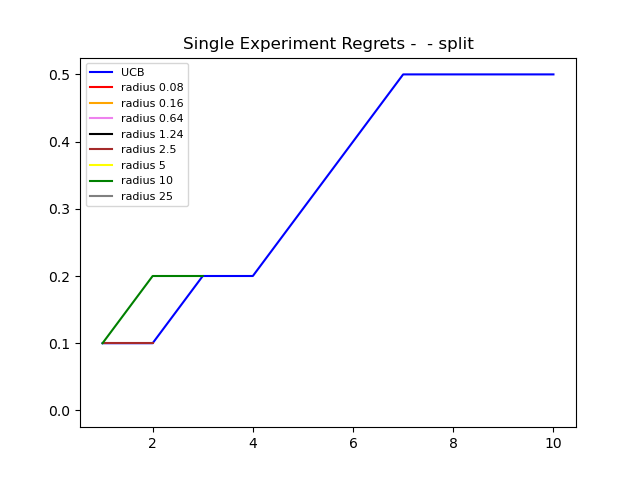 Single Experiment Regrets -  - split
0.5
0.4
0.3
0.2
0.1
0.0
UCB
radius 0.08
radius 0.16
radius 0.64
radius 1.24
radius 2.5
radius 5
radius 10
radius 25
2
4
6
8
10